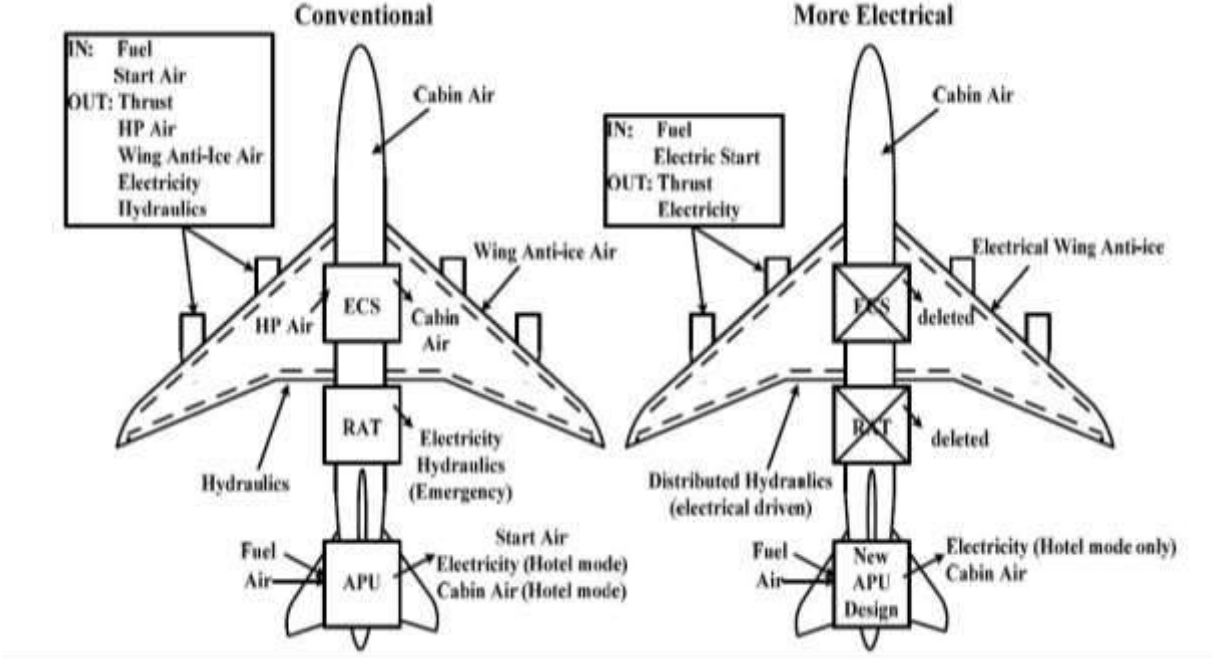 Conventional
IN: Fuel
Start Air
OUT: Thrust
HP Air
Wing Anti-Ice Air
Electricity
Hydraulics
Cabin Air
Wing Anti-ice Air
HP Air
ECS
Cabin
Air
RAT
Electricity
Hydraulics
(Emergency)
Hydraulics
Fuel
Air
APU
Start Air
Electricity (Hotel mode)
Cabin Air (Hotel mode)
More Electrical
IN: Fuel
Electric Start
OUT: Thrust
Electricity
Cabin Air
Electrical Wing Anti-ice
ECS
deleted
RAT
deleted
Distributed Hydraulics
(electrical driven)
Fuel
Air
New
APU
Design
Electricity (Hotel mode only)
Cabin Air